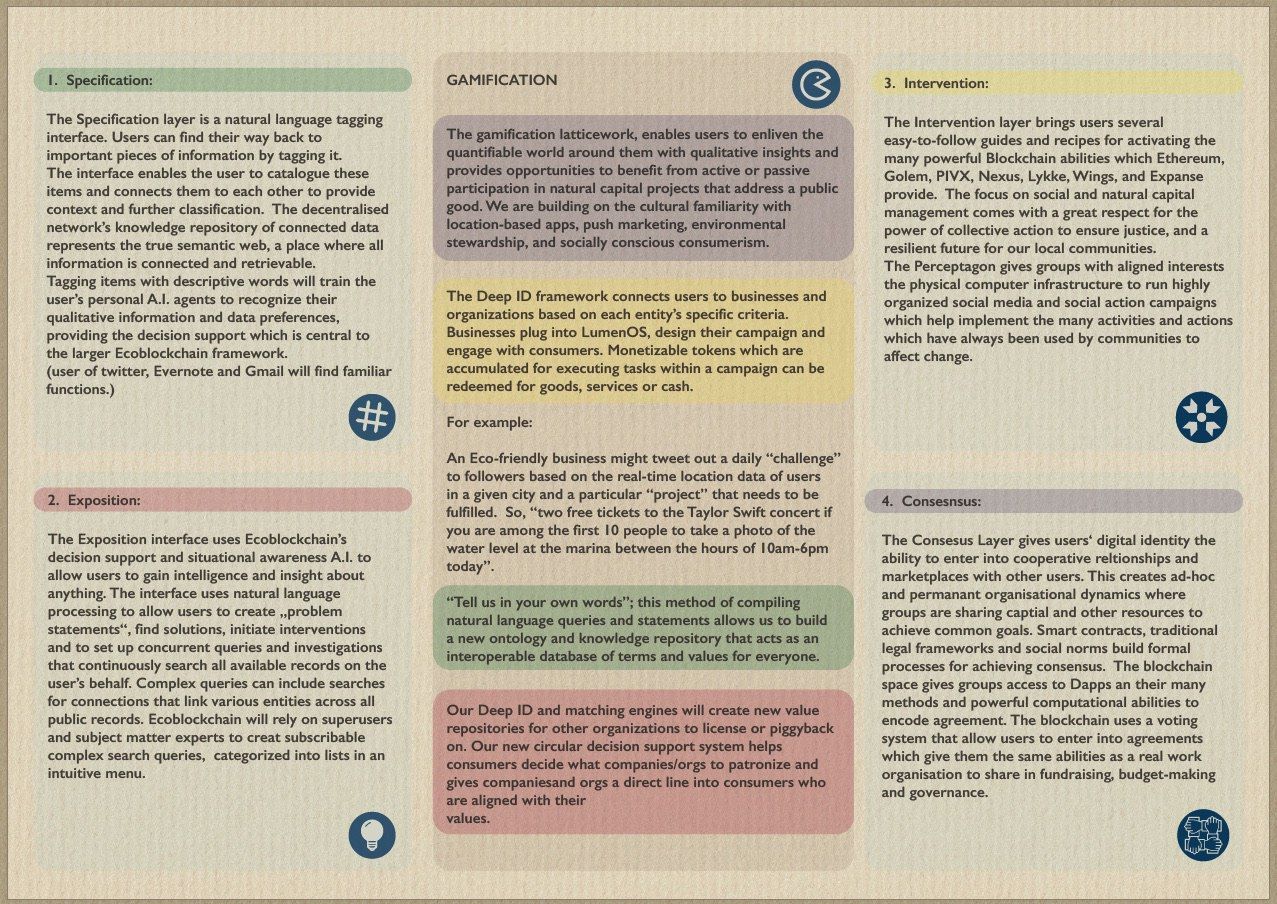 1. Specification:
The Specification layer is a natural language tagging
interface. Users can find their way back to
important pieces of information by tagging it.
The interface enables the user to catalogue these
items and connects them to each other to provide
context and further classification. The decentralised
network's knowledge repository of connected data
represents the true semantic web, a place where all
information is connected and retrievable.
Tagging items with descriptive words will train the
user's personal A.I. agents to recognize their
qualitative information and data preferences,
providing the decision support which is central to
the larger Ecoblockchain framework.
(user of twitter, Evernote and Gmail will find familiar
functions.)
2. Exposition:
The Exposition interface uses Ecoblockchain's
decision support and situational awareness A.I. to
allow users to gain intelligence and insight about
anything. The interface uses natural language
processing to allow users to create „problem
statements“, find solutions, initiate interventions
and to set up concurrent queries and investigations
that continuously search all available records on the
user's behalf. Complex queries can include searches
for connections that link various entities across all
public records. Ecoblockchain will rely on superusers
and subject matter experts to creat subscribable
complex search queries, categorized into lists in an
intuitive menu.
GAMIFICATION
The gamification latticework, enables users to enliven the
quantifiable world around them with qualitative insights and
provides opportunities to benefit from active or passive
participation in natural capital projects that address a public
good. We are building on the cultural familiarity with
location-based apps, push marketing, environmental
stewardship, and socially conscious consumerism.
The Deep ID framework connects users to businesses and
organizations based on each entity's specific criteria.
Businesses plug into LumenOS, design their campaign and
engage with consumers. Monetizable tokens which are
accumulated for executing tasks within a campaign can be
redeemed for goods, services or cash.
For example:
An Eco-friendly business might tweet out a daily “challenge”
to followers based on the real-time location data of users
in a given city and a particular “project” that needs to be
fulfilled. So, “two free tickets to the Taylor Swift concert if
you are among the first 10 people to take a photo of the
water level at the marina between the hours of 10am-6pm
today”.
“Tell us in your own words”; this method of compiling
natural language queries and statements allows us to build
a new ontology and knowledge repository that acts as an
interoperable database of terms and values for everyone.
Our Deep ID and matching engines will create new value
repositories for other organizations to license or piggyback
on. Our new circular decision support system helps
consumers decide what companies/orgs to patronize and
gives companiesand orgs a direct line into consumers who
are aligned with their
values.
3. Intervention:
The Intervention layer brings users several
easy-to-follow guides and recipes for activating the
many powerful Blockchain abilities which Ethereum,
Golem, PIVX, Nexus, Lykke, Wings, and Expanse
provide. The focus on social and natural capital
management comes with a great respect for the
power of collective action to ensure justice, and a
resilient future for our local communities.
The Perceptagon gives groups with aligned interests
the physical computer infrastructure to run highly
organized social media and social action campaigns
which help implement the many activities and actions
which have always been used by communities to
affect change.
4. Consesnsus:
The Consesus Layer gives users‘ digital identity the
ability to enter into cooperative reltionships and
marketplaces with other users. This creates ad-hoc
and permanant organisational dynamics where
groups are sharing captial and other resources to
achieve common goals. Smart contracts, traditional
legal frameworks and social norms build formal
processes for achieving consensus. The blockchain
space gives groups access to Dapps an their many
methods and powerful computational abilities to
encode agreement. The blockchain uses a voting
system that allow users to enter into agreements
which give them the same abilities as a real work
organisation to share in fundraising, budget-making
and governance.